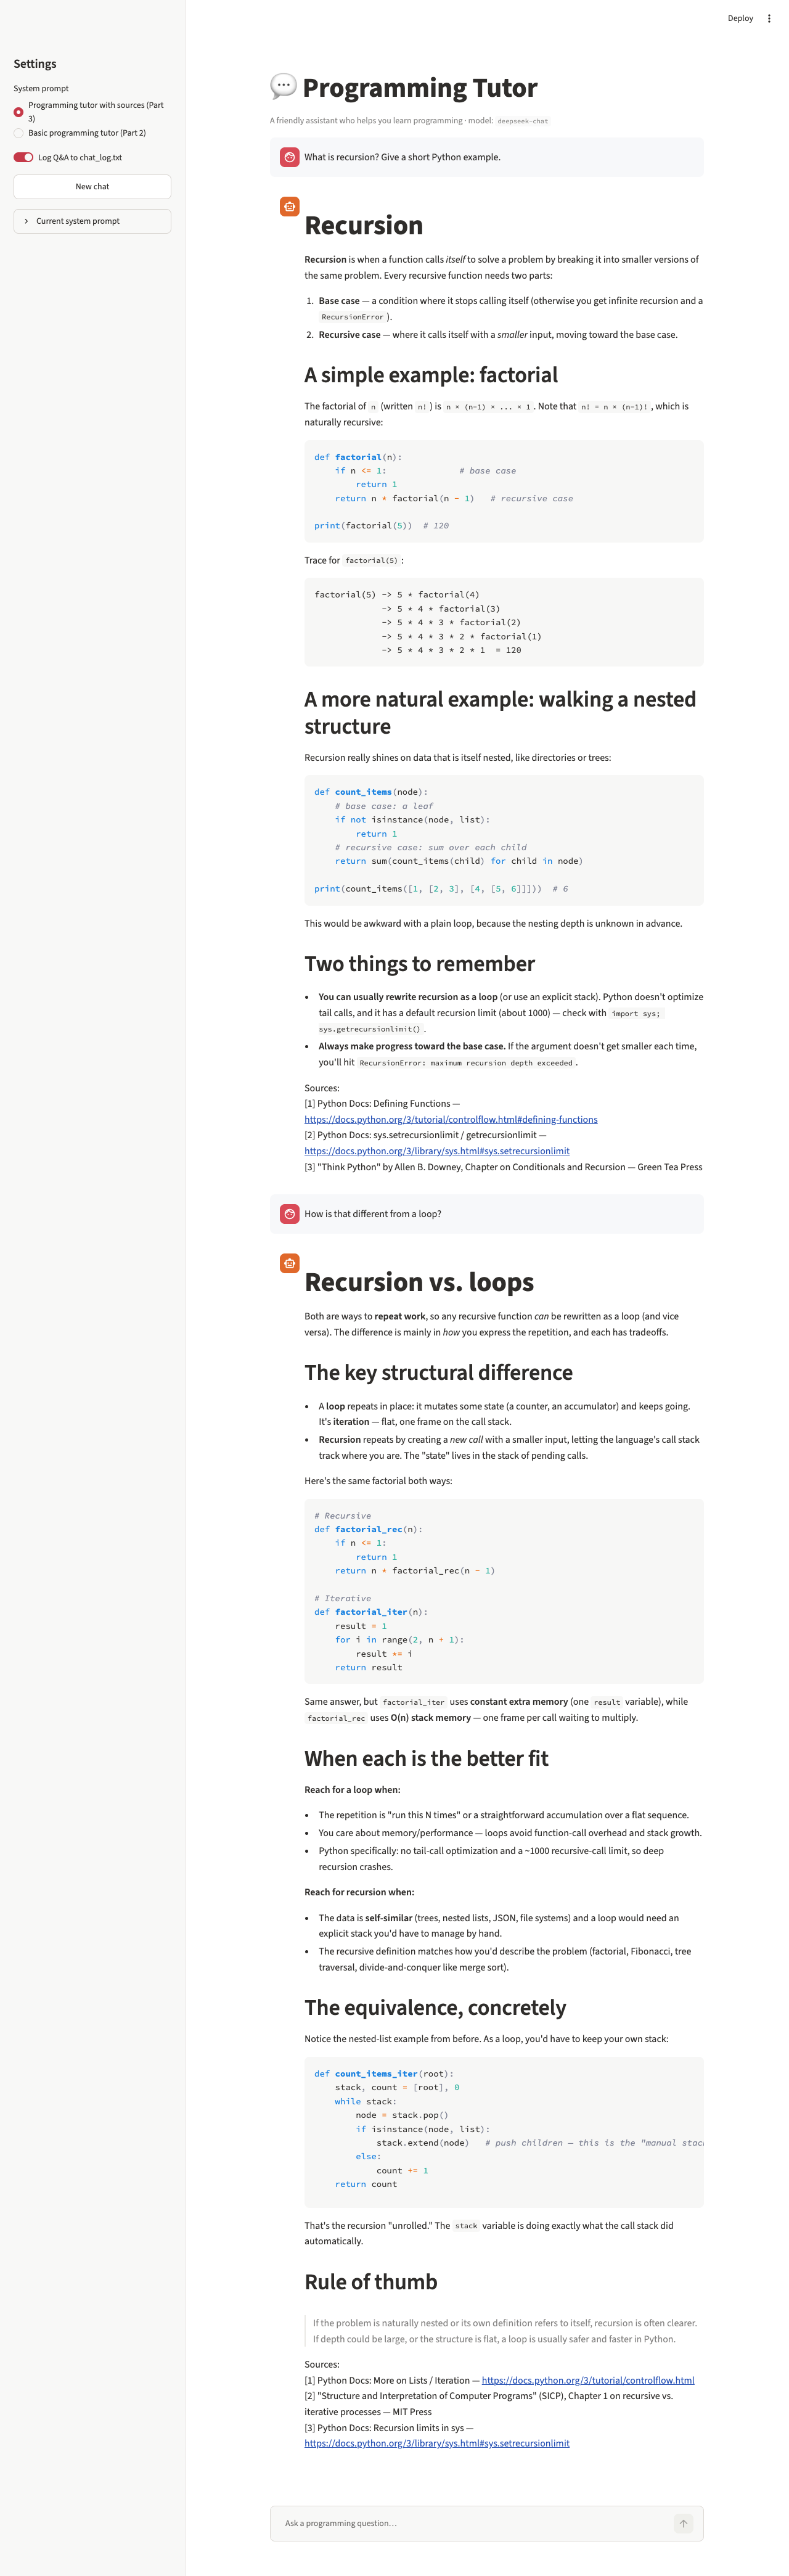 Deploy
Settings
System prompt
Programming tutor with sources (Part
3)
Basic programming tutor (Part 2)
Log Q&A to chat_log.txt
New chat
Current system prompt
Programming Tutor
A friendly assistant who helps you learn programming · model: deepseek-chat
What is recursion? Give a short Python example.
Recursion
Recursion is when a function calls itself to solve a problem by breaking it into smaller versions of
the same problem. Every recursive function needs two parts:
1. Base case — a condition where it stops calling itself (otherwise you get infinite recursion and a
RecursionError ).
2. Recursive case — where it calls itself with a smaller input, moving toward the base case.
A simple example: factorial
The factorial of n (written n! ) is n × (n-1) × ... × 1 . Note that n! = n × (n-1)! , which is
naturally recursive:
def factorial(n):
    if n <= 1:              # base case
        return 1
    return n * factorial(n - 1)   # recursive case
print(factorial(5))  # 120
Trace for factorial(5) :
factorial(5) -> 5 * factorial(4)
             -> 5 * 4 * factorial(3)
             -> 5 * 4 * 3 * factorial(2)
             -> 5 * 4 * 3 * 2 * factorial(1)
             -> 5 * 4 * 3 * 2 * 1  = 120
A more natural example: walking a nested
structure
Recursion really shines on data that is itself nested, like directories or trees:
def count_items(node):
    # base case: a leaf
    if not isinstance(node, list):
        return 1
    # recursive case: sum over each child
    return sum(count_items(child) for child in node)
print(count_items([1, [2, 3], [4, [5, 6]]]))  # 6
This would be awkward with a plain loop, because the nesting depth is unknown in advance.
Two things to remember
• You can usually rewrite recursion as a loop (or use an explicit stack). Python doesn't optimize
tail calls, and it has a default recursion limit (about 1000) — check with import sys;
sys.getrecursionlimit() .
• Always make progress toward the base case. If the argument doesn't get smaller each time,
you'll hit RecursionError: maximum recursion depth exceeded .
Sources:
[1] Python Docs: Defining Functions —
https://docs.python.org/3/tutorial/controlflow.html#defining-functions
[2] Python Docs: sys.setrecursionlimit / getrecursionlimit —
https://docs.python.org/3/library/sys.html#sys.setrecursionlimit
[3] "Think Python" by Allen B. Downey, Chapter on Conditionals and Recursion — Green Tea Press
How is that different from a loop?
Recursion vs. loops
Both are ways to repeat work, so any recursive function can be rewritten as a loop (and vice
versa). The difference is mainly in how you express the repetition, and each has tradeoffs.
The key structural difference
• A loop repeats in place: it mutates some state (a counter, an accumulator) and keeps going.
It's iteration — flat, one frame on the call stack.
• Recursion repeats by creating a new call with a smaller input, letting the language's call stack
track where you are. The "state" lives in the stack of pending calls.
Here's the same factorial both ways:
# Recursive
def factorial_rec(n):
    if n <= 1:
        return 1
    return n * factorial_rec(n - 1)
# Iterative
def factorial_iter(n):
    result = 1
    for i in range(2, n + 1):
        result *= i
    return result
Same answer, but factorial_iter uses constant extra memory (one result variable), while
factorial_rec uses O(n) stack memory — one frame per call waiting to multiply.
When each is the better fit
Reach for a loop when:
• The repetition is "run this N times" or a straightforward accumulation over a flat sequence.
• You care about memory/performance — loops avoid function-call overhead and stack growth.
• Python specifically: no tail-call optimization and a ~1000 recursive-call limit, so deep
recursion crashes.
Reach for recursion when:
• The data is self-similar (trees, nested lists, JSON, file systems) and a loop would need an
explicit stack you'd have to manage by hand.
• The recursive definition matches how you'd describe the problem (factorial, Fibonacci, tree
traversal, divide-and-conquer like merge sort).
The equivalence, concretely
Notice the nested-list example from before. As a loop, you'd have to keep your own stack:
def count_items_iter(root):
    stack, count = [root], 0
    while stack:
        node = stack.pop()
        if isinstance(node, list):
            stack.extend(node)   # push children — this is the "manual stac
        else:
            count += 1
    return count
That's the recursion "unrolled." The stack variable is doing exactly what the call stack did
automatically.
Rule of thumb
If the problem is naturally nested or its own definition refers to itself, recursion is often clearer.
If depth could be large, or the structure is flat, a loop is usually safer and faster in Python.
Sources:
[1] Python Docs: More on Lists / Iteration — https://docs.python.org/3/tutorial/controlflow.html
[2] "Structure and Interpretation of Computer Programs" (SICP), Chapter 1 on recursive vs.
iterative processes — MIT Press
[3] Python Docs: Recursion limits in sys —
https://docs.python.org/3/library/sys.html#sys.setrecursionlimit
Ask a programming question...